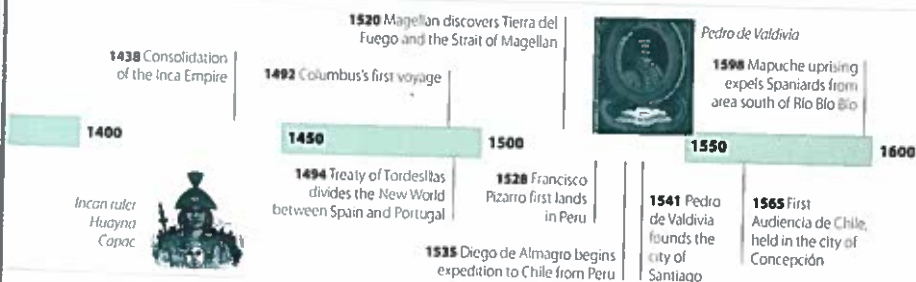 1520 Magellan discovers Tierra del
Fuego and the Strait of Magellan
Pedro de Valdivia
1438 Consolidation
of the Inca Empire
1492 Columbus's first voyage
1598 Mapuche uprising
expels Spaniards from
area south of Río Bío Bío
1400
1450
1500
1550
1600
Incan ruler
Huayna
Capac
1494 Treaty of Tordesillas
divides the New World
between Spain and Portugal
1528 Francisco
Pizarro first lands
in Peru
1535 Diego de Almagro begins
expedition to Chile from Peru
1541 Pedro
de Valdivia
founds the
city of
Santiago
1565 First
Audiencia de Chile,
held in the city of
Concepción